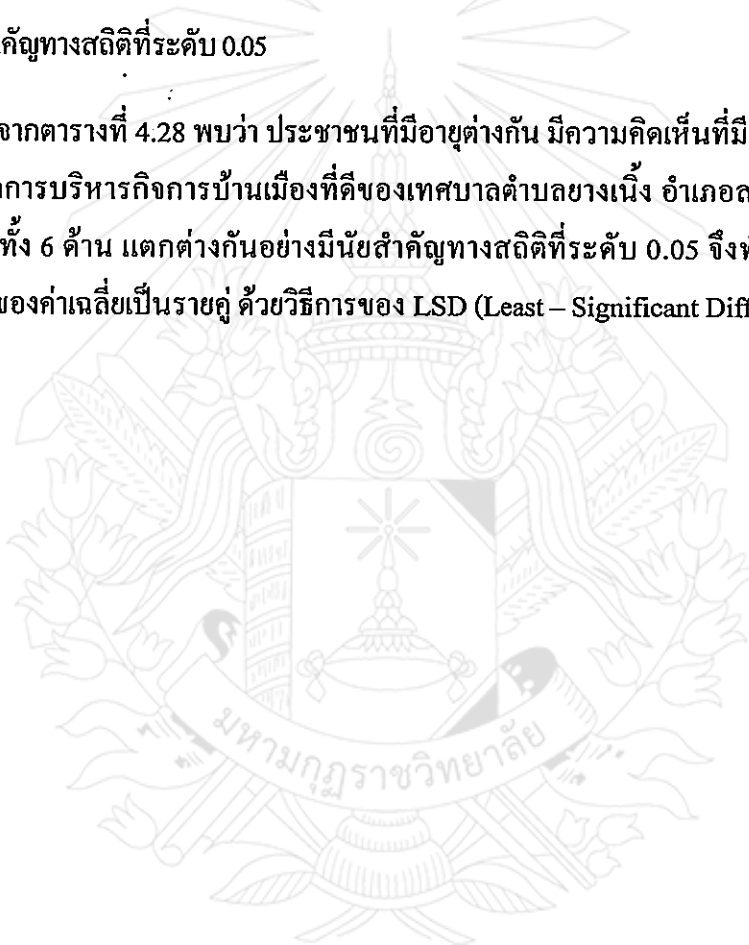 คัญทางสถิติที่ระดับ 0.05
จากตารางที่ 4.28 พบว่า ประชาชนที่มีอายุต่างกัน มีความคิดเห็นที่มี
การบริหารกิจการบ้านเมืองที่ดีของเทศบาลตำบลยางเนิ้ง อำเภอส
ทั้ง 6 ด้าน แตกต่างกันอย่างมีนัยสำคัญทางสถิติที่ระดับ 0.05 จึงท
ของค่าเฉลี่ยเป็นรายคู่ ด้วยวิธีการของ LSD (Least – Significant Diff
มหามกุฏราชวิทยาลัย